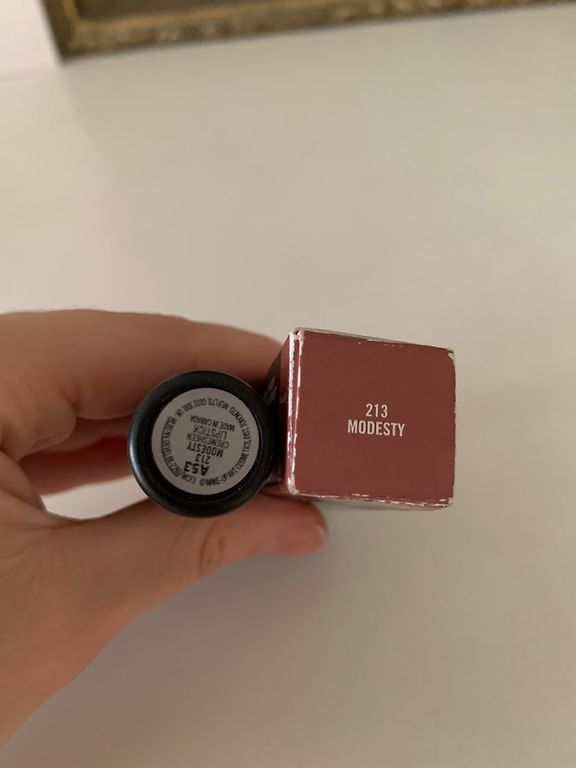 A53
213
MODESTY
CREMESHEEN
LIPSTICK
MADE IN CANADA
213
MODESTY